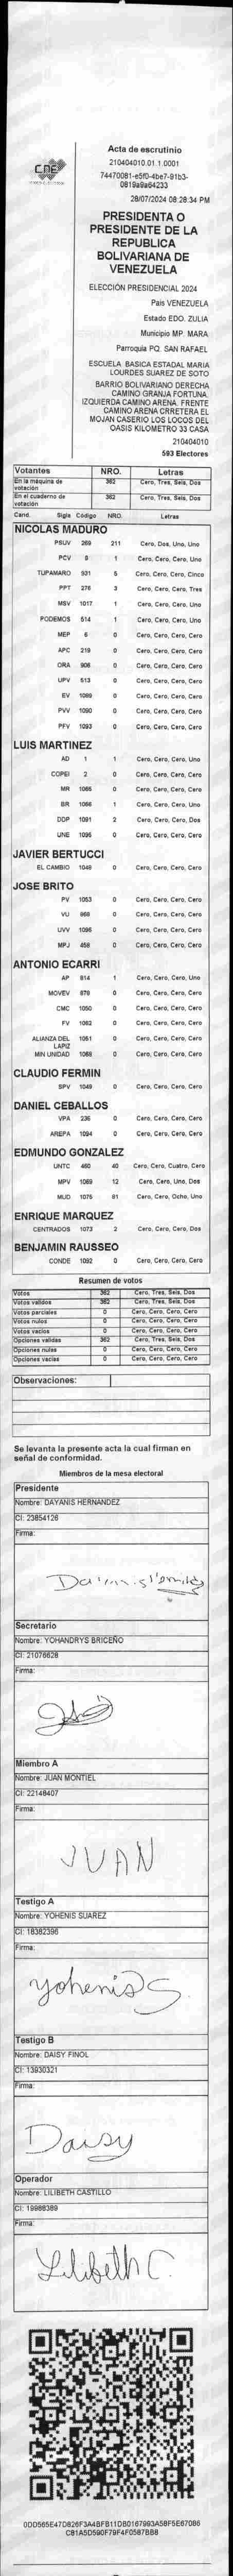 Acta de escrutinio
210404010.01.1.0001
74470081-e5f0-4be7-91b3-
0819a9a64233
28/07/2024 08:28:34 PM
CNE
PRESIDENTA O
PRESIDENTE DE LA
REPUBLICA
BOLIVARIANA DE
VENEZUELA
ELECCIÓN PRESIDENCIAL 2024
Pais VENEZUELA
Estado EDO. ZULIA
Municipio MP. MARA
Parroquia PQ. SAN RAFAEL
ESCUELA BASICA ESTADAL MARIA
LOURDES SUAREZ DE SOTO
BARRIO BOLIVARIANO DERECHA
CAMINO GRANJA FORTUNA.
IZQUIERDA CAMINO ARENA. FRENTE
CAMINO ARENA CRRETERA EL
MOJAN CASERIO LOS LOCOS DEL
OASIS KILOMETRO 33 CASA
210404010
593 Electores
Votantes NRO. Letras
En la máquina de votación 362 Cero, Tres, Seis, Dos
En el cuaderno de votación 362 Cero, Tres, Seis, Dos
Cand. Sigla Código NRO. Letras
NICOLAS MADURO
PSUV 269 211 Cero, Dos, Uno, Uno
PCV 8 1 Cero, Cero, Cero, Uno
TUPAMARO 931 5 Cero, Cero, Cero, Cinco
PPT 276 3 Cero, Cero, Cero, Tres
MSV 1017 1 Cero, Cero, Cero, Uno
PODEMOS 514 1 Cero, Cero, Cero, Uno
MEP 6 0 Cero, Cero, Cero, Cero
APC 219 0 Cero, Cero, Cero, Cero
ORA 906 0 Cero, Cero, Cero, Cero
UPV 513 0 Cero, Cero, Cero, Cero
EV 1089 0 Cero, Cero, Cero, Cero
PVV 1090 0 Cero, Cero, Cero, Cero
PFV 1093 0 Cero, Cero, Cero, Cero
LUIS MARTINEZ
AD 1 1 Cero, Cero, Cero, Uno
COPEI 2 0 Cero, Cero, Cero, Cero
MR 1065 0 Cero, Cero, Cero, Cero
BR 1066 1 Cero, Cero, Cero, Uno
DDP 1091 2 Cero, Cero, Cero, Dos
UNE 1095 0 Cero, Cero, Cero, Cero
JAVIER BERTUCCI
EL CAMBIO 1048 0 Cero, Cero, Cero, Cero
JOSE BRITO
PV 1053 0 Cero, Cero, Cero, Cero
VU 968 0 Cero, Cero, Cero, Cero
UVV 1096 0 Cero, Cero, Cero, Cero
MPJ 458 0 Cero, Cero, Cero, Cero
ANTONIO ECARRI
AP 814 1 Cero, Cero, Cero, Uno
MOVEV 879 0 Cero, Cero, Cero, Cero
CMC 1050 0 Cero, Cero, Cero, Cero
FV 1062 0 Cero, Cero, Cero, Cero
ALIANZA DEL LAPIZ 1061 0 Cero, Cero, Cero, Cero
MIN UNIDAD 1068 0 Cero, Cero, Cero, Cero
CLAUDIO FERMIN
SPV 1049 0 Cero, Cero, Cero, Cero
DANIEL CEBALLOS
VPA 236 0 Cero, Cero, Cero, Cero
AREPA 1094 0 Cero, Cero, Cero, Cero
EDMUNDO GONZALEZ
UNTC 460 40 Cero, Cero, Cuatro, Cero
MPV 1069 12 Cero, Cero, Uno, Dos
MUD 1075 81 Cero, Cero, Ocho, Uno
ENRIQUE MARQUEZ
CENTRADOS 1073 2 Cero, Cero, Cero, Dos
BENJAMIN RAUSSEO
CONDE 1092 0 Cero, Cero, Cero, Cero
Resumen de votos
Votos 362 Cero, Tres, Seis, Dos
Votos validos 362 Cero, Tres, Seis, Dos
Votos parciales 0 Cero, Cero, Cero, Cero
Votos nulos 0 Cero, Cero, Cero, Cero
Votos vacios 0 Cero, Cero, Cero, Cero
Opciones validas 362 Cero, Tres, Seis, Dos
Opciones nulas 0 Cero, Cero, Cero, Cero
Opciones vacias 0 Cero, Cero, Cero, Cero
Observaciones:
Se levanta la presente acta la cual firman en
señal de conformidad.
Miembros de la mesa electoral
Presidente
Nombre: DAYANIS HERNANDEZ
CI: 23854126
Firma:
Secretario
Nombre: YOHANDRYS BRICEÑO
CI: 21076628
Firma:
Miembro A
Nombre: JUAN MONTIEL
CI: 22148407
Firma:
JUAN
Testigo A
Nombre: YOHENIS SUAREZ
CI: 18382396
Firma:
yohenis S.
Testigo B
Nombre: DAISY FINOL
CI: 13930321
Firma:
Daisy
Operador
Nombre: LILIBETH CASTILLO
CI: 19988389
Firma:
Lilibeth C.
0DD565E47D826F3A4BFB11DB0167993A58F5E67086
C81A5D590F79F4F0587BB8